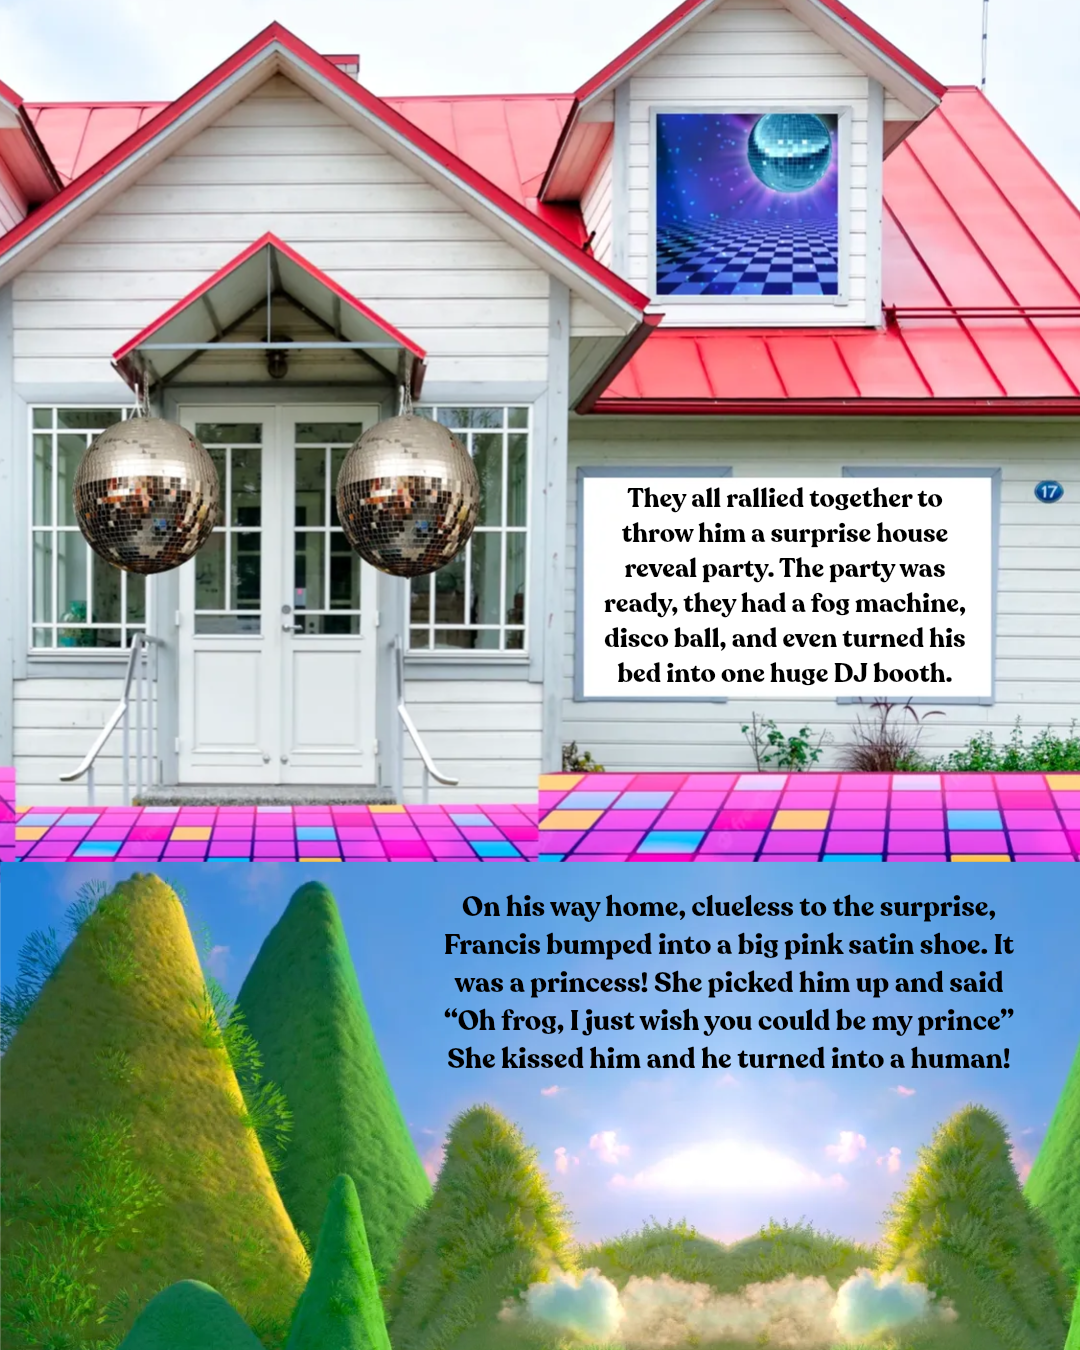 17
They all rallied together to
throw him a surprise house
reveal party. The party was
ready, they had a fog machine,
disco ball, and even turned his
bed into one huge DJ booth.
On his way home, clueless to the surprise,
Francis bumped into a big pink satin shoe. It
was a princess! She picked him up and said
“Oh frog, I just wish you could be my prince”
She kissed him and he turned into a human!